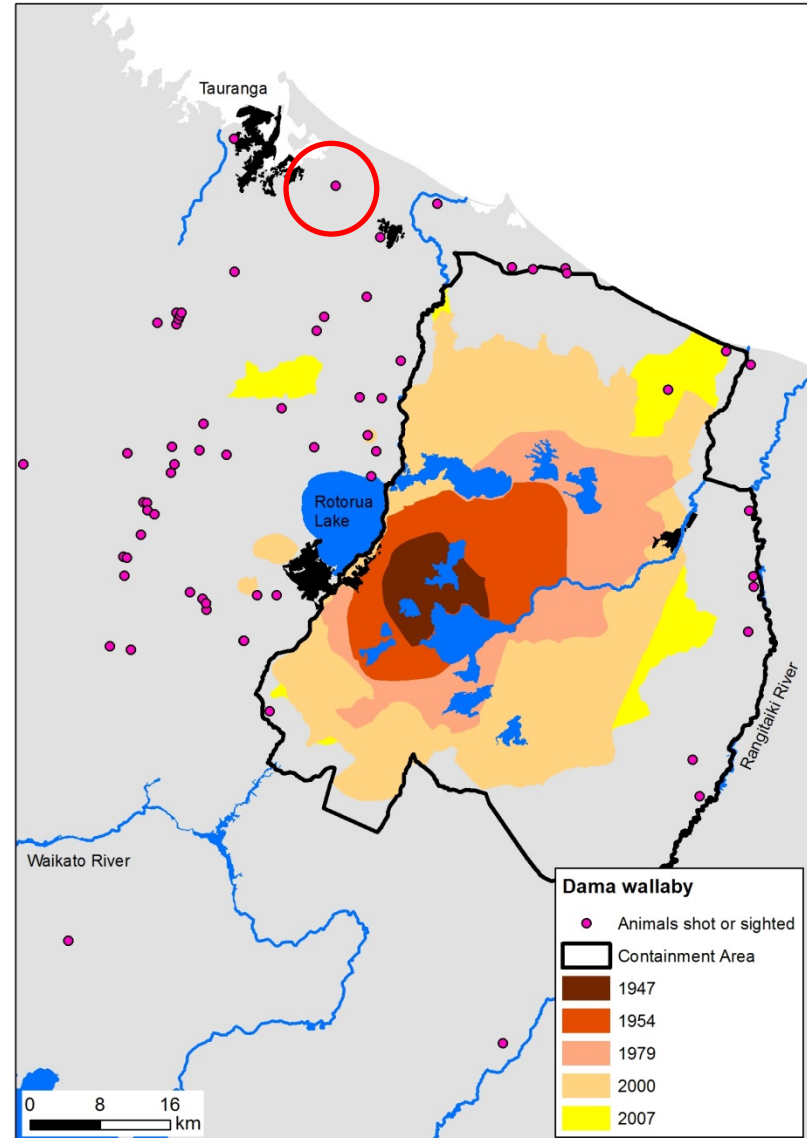 Tauranga
Rotorua
Lake
Rangitaiki River
Waikato River
Dama wallaby
Animals shot or sighted
Containment Area
1947
1954
1979
2000
2007
0 8 16
km